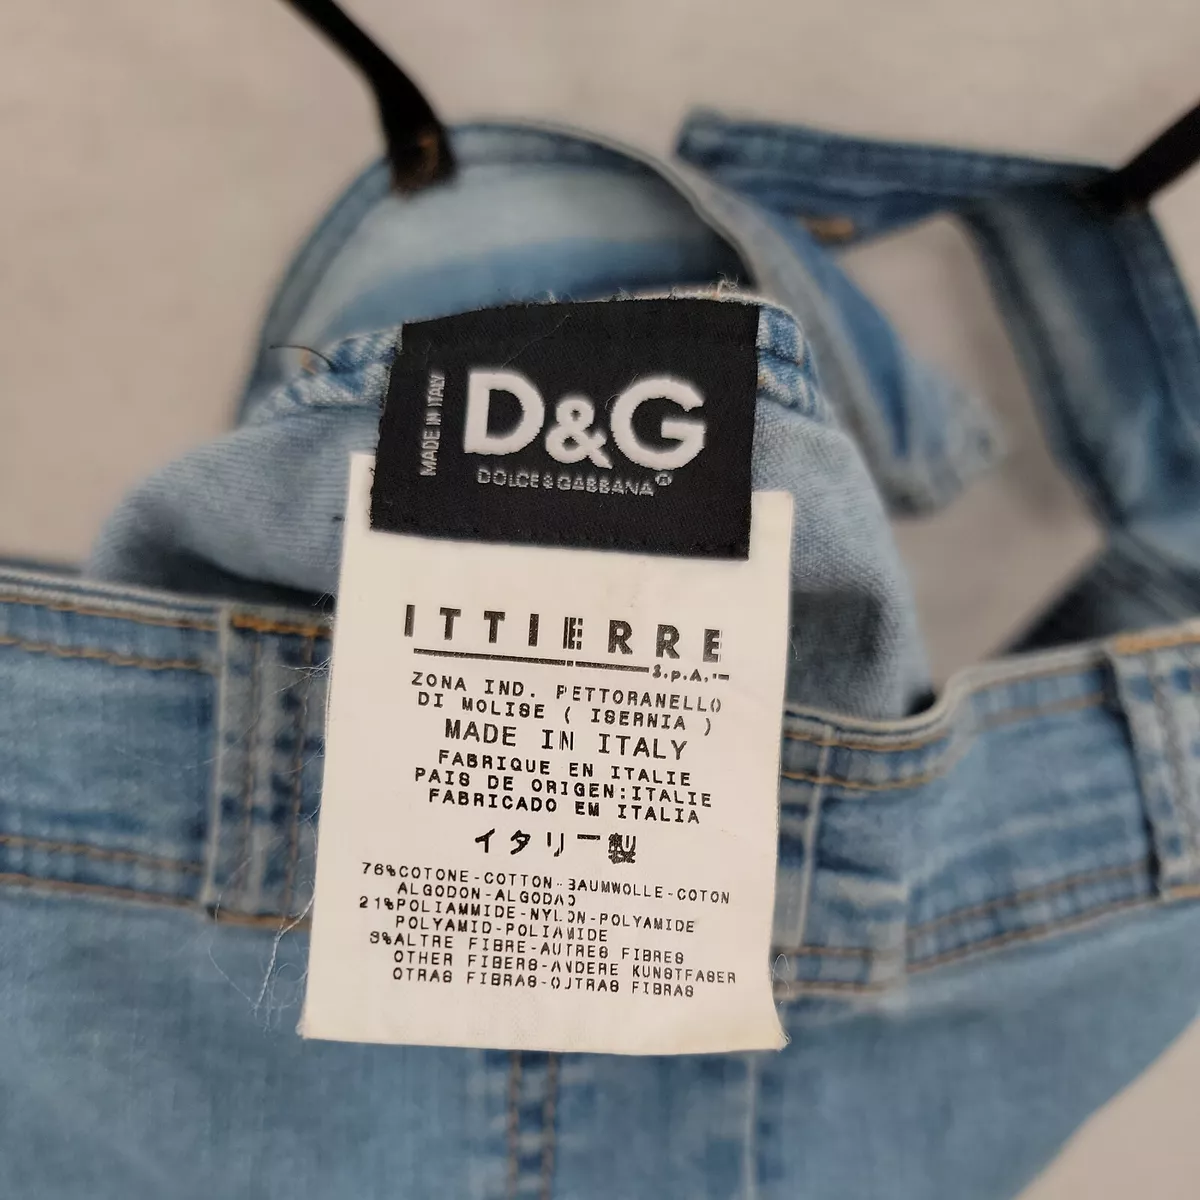 MADE IN ITALY
D&G
DOLCE&GABBANA®
ITTIERRE
S.p.A.
ZONA IND. PETTORANELLO
DI MOLISE ( ISERNIA )
MADE IN ITALY
FABRIQUE EN ITALIE
PAIS DE ORIGEN:ITALIE
FABRICADO EM ITALIA
イタリー製
76%COTONE-COTTON-BAUMWOLLE-COTON
ALGODON-ALGODAO
21%POLIAMMIDE-NYLON-POLYAMIDE
POLYAMID-POLIAMIDE
3%ALTRE FIBRE-AUTRES FIBRES
OTHER FIBERS-ANDERE KUNSTFASER
OTRAS FIBRAS-OUTRAS FIBRAS